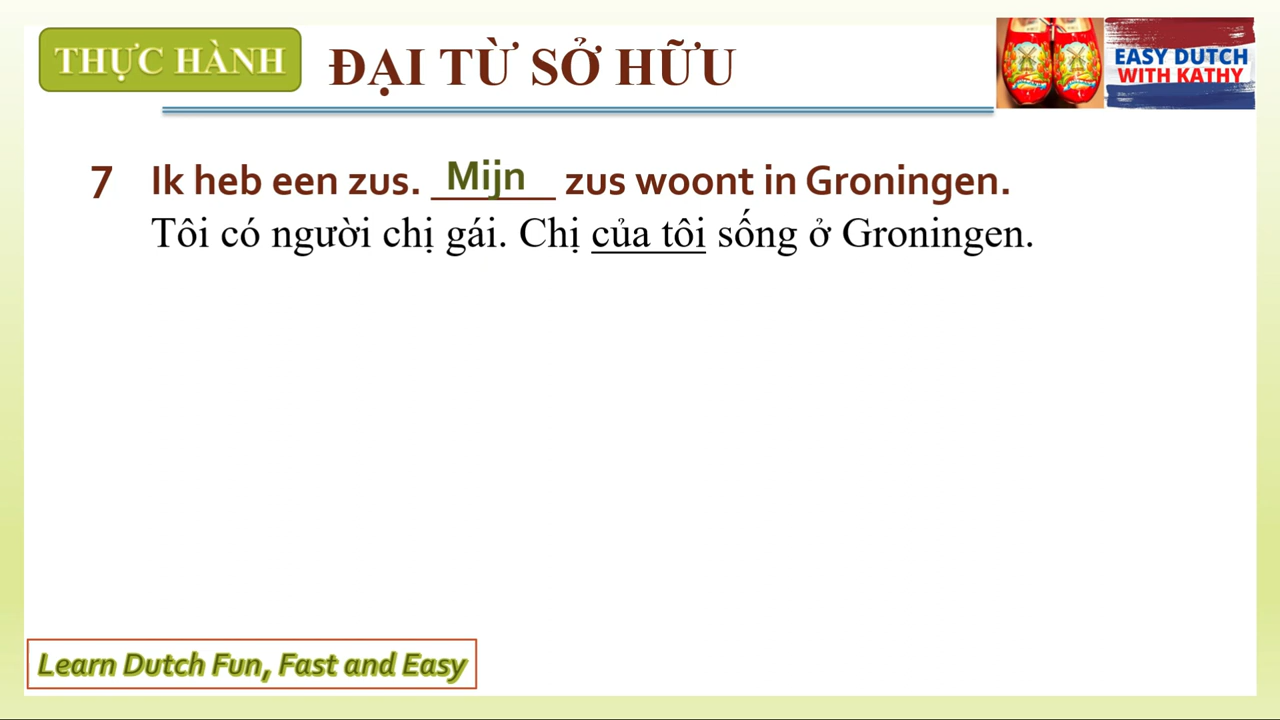 THỰC HÀNH
ĐẠI TỪ SỞ HỮU
EASY DUTCH
WITH KATHY
7 Ik heb een zus. Mijn zus woont in Groningen.
Tôi có người chị gái. Chị của tôi sống ở Groningen.
Learn Dutch Fun, Fast and Easy